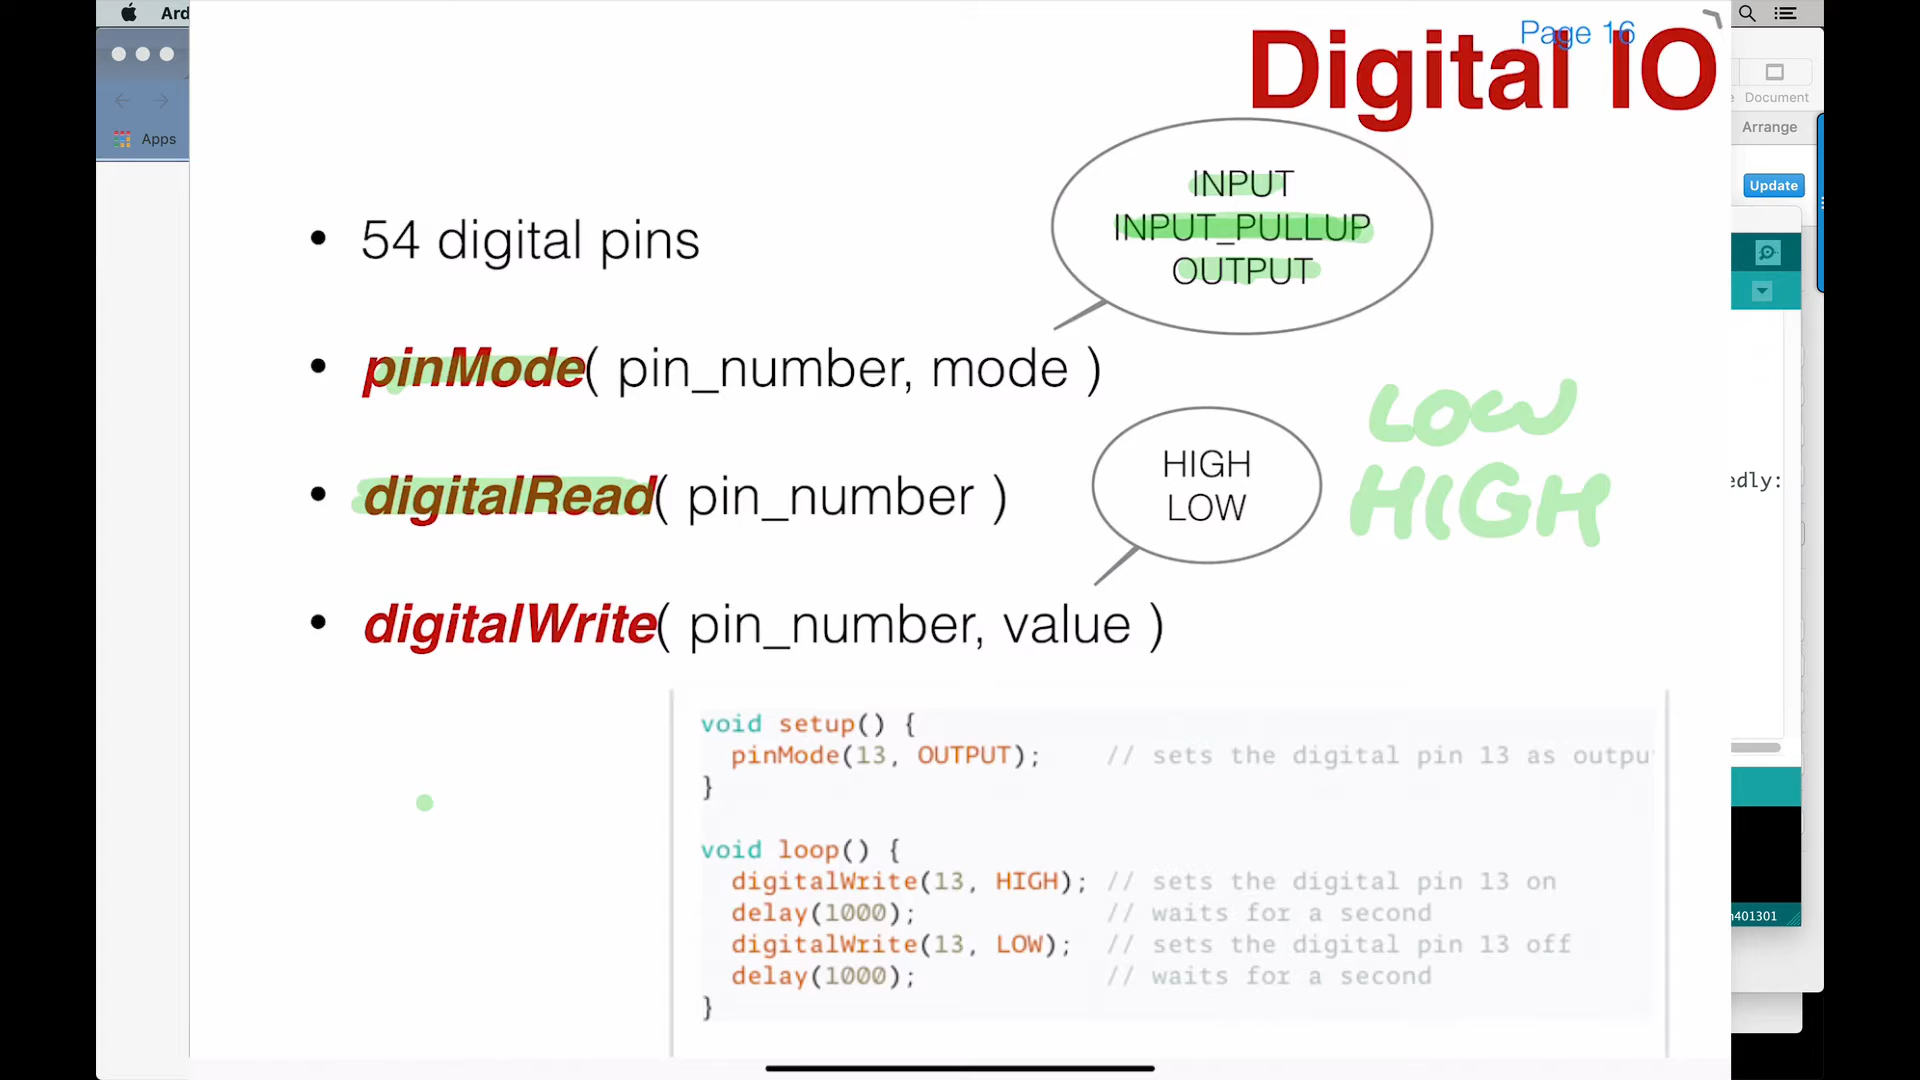 Ard
Page 16
Digital IO
Document
Arrange
Apps
Update
INPUT
INPUT_PULLUP
OUTPUT
• 54 digital pins
• pinMode( pin_number, mode )
LOW
HIGH
HIGH
LOW
edly:
• digitalRead( pin_number )
• digitalWrite( pin_number, value )
void setup() {
pinMode(13, OUTPUT); // sets the digital pin 13 as outpu
}
void loop() {
digitalWrite(13, HIGH); // sets the digital pin 13 on
delay(1000); // waits for a second
digitalWrite(13, LOW); // sets the digital pin 13 off
delay(1000); // waits for a second
}
401301